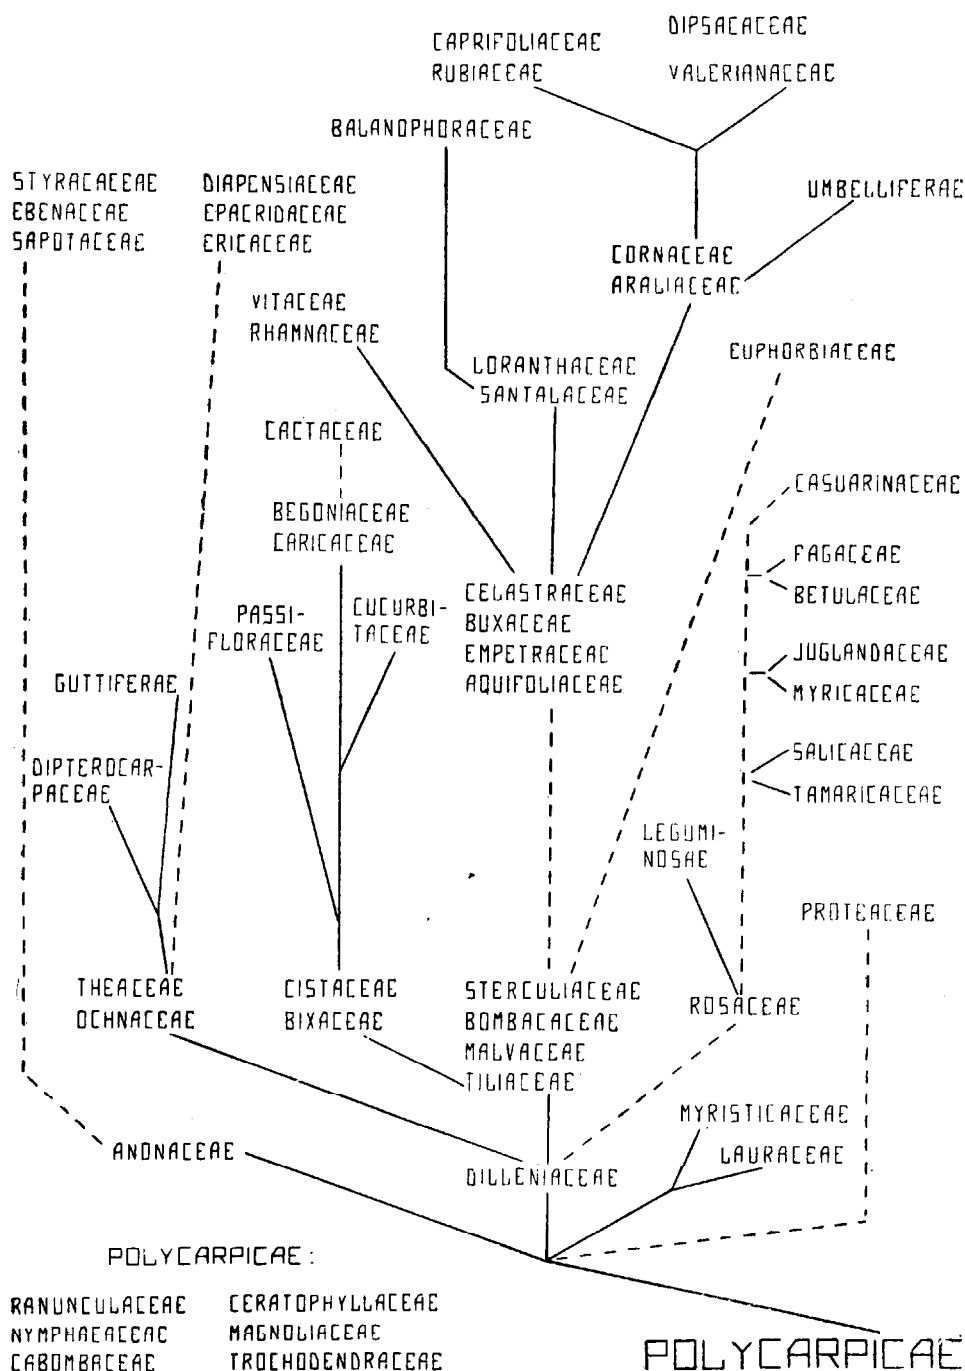 DIPSACACEAE
CAPRIFOLIACEAE
RUBIACEAE
VALERIANACEAE
BALANOPHORACEAE
STYRACACEAE
EBENACEAE
SAPOTACEAE
DIAPENSIACEAE
EPACRIDACEAE
ERICACEAE
UMBELLIFERAE
CORNACEAE
ARALIACEAE
VITACEAE
RHAMNACEAE
LORANTHACEAE
SANTALACEAE
EUPHORBIACEAE
CACTACEAE
CASUARINACEAE
BEGONIACEAE
CARICACEAE
FAGACEAE
BETULACEAE
CELASTRACEAE
BUXACEAE
EMPETRACEAE
AQUIFOLIACEAE
PASSI-
FLORACEAE
CUCURBI-
TACEAE
JUGLANDACEAE
MYRICACEAE
GUTTIFERAE
SALICACEAE
TAMARICACEAE
DIPTEROCAR-
PACEAE
LEGUMI-
NOSAE
PROTEACEAE
THEACEAE
OCHNACEAE
CISTACEAE
BIXACEAE
STERCULIACEAE
BOMBACACEAE
MALVACEAE
TILIACEAE
ROSACEAE
MYRISTICACEAE
LAURACEAE
ANONACEAE
DILLENIACEAE
POLYCARPICAE:
RANUNCULACEAE
NYMPHAEACEAE
CABOMBACEAE
CERATOPHYLLACEAE
MAGNOLIACEAE
TROCHODENDRACEAE
POLYCARPICAE